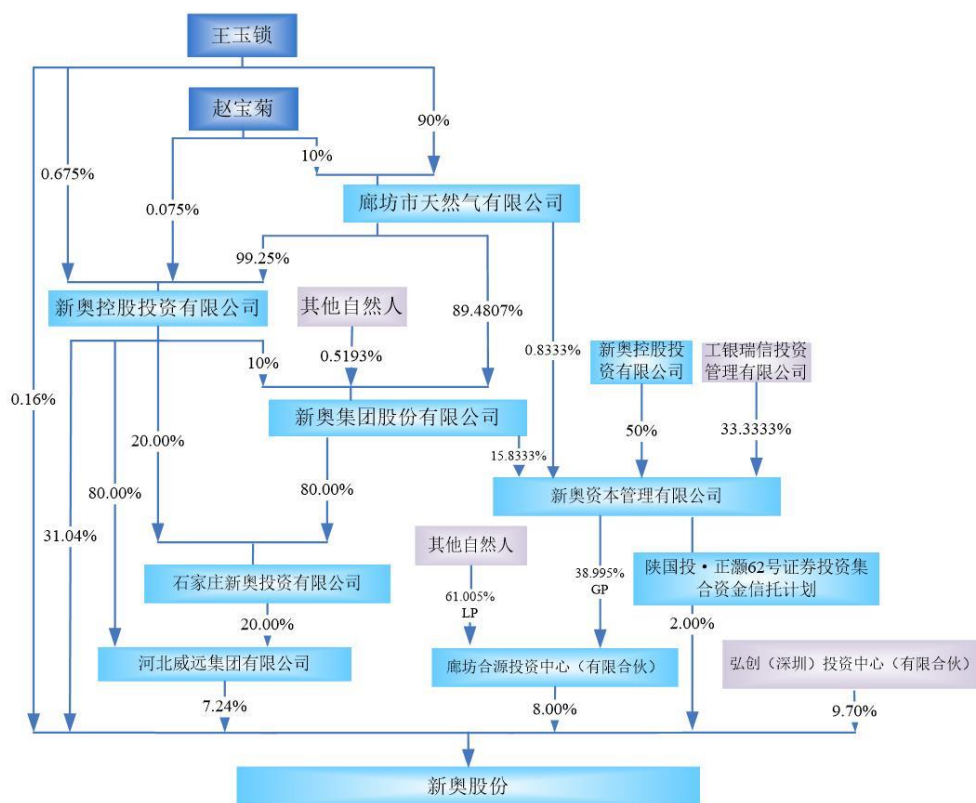 王玉锁
赵宝菊
90%
10%
0.675%
0.075%
廊坊市天然气有限公司
99.25%
新奥控股投资有限公司
其他自然人
89.4807%
0.8333%
新奥控股投
资有限公司
工银瑞信投资
管理有限公司
0.5193%
10%
0.16%
新奥集团股份有限公司
50%
33.3333%
20.00%
15.8333%
80.00%
80.00%
新奥资本管理有限公司
31.04%
其他自然人
38.995%
GP
陕国投·正灏62号证券投资集
合资金信托计划
石家庄新奥投资有限公司
61.005%
LP
20.00%
2.00%
河北威远集团有限公司
廊坊合源投资中心（有限合伙）
弘创（深圳）投资中心（有限合伙）
7.24%
8.00%
9.70%
新奥股份